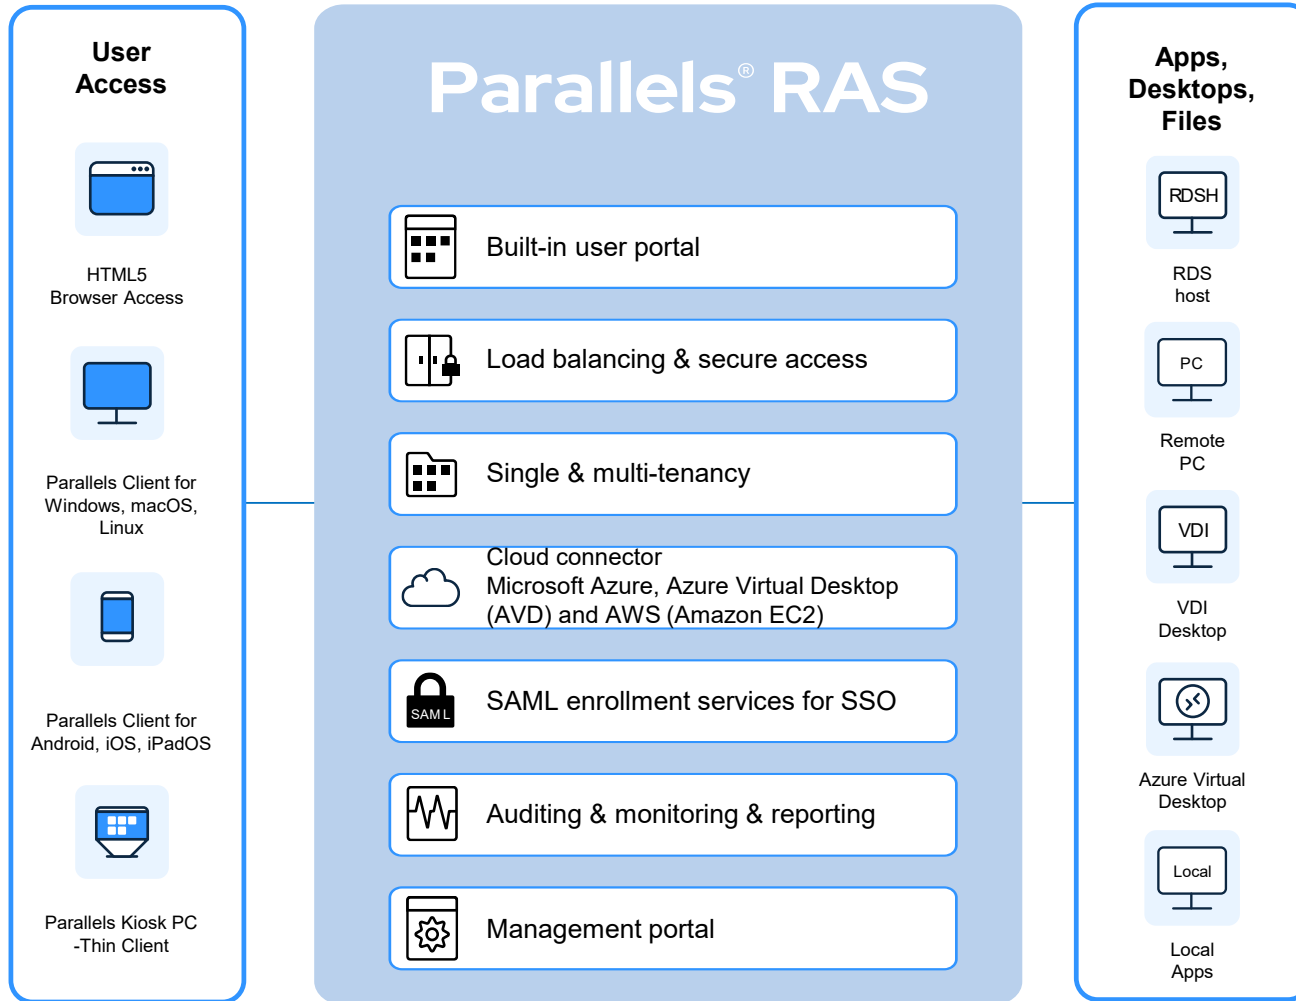 User
Access
HTML5
Browser Access
Parallels Client for
Windows, macOS,
Linux
Parallels Client for
Android, iOS, iPadOS
Parallels Kiosk PC
-Thin Client
Parallels® RAS
Built-in user portal
Load balancing & secure access
Single & multi-tenancy
Cloud connector
Microsoft Azure, Azure Virtual Desktop
(AVD) and AWS (Amazon EC2)
SAML
SAML enrollment services for SSO
Auditing & monitoring & reporting
Management portal
Apps,
Desktops,
Files
RDSH
RDS
host
PC
Remote
PC
VDI
VDI
Desktop
Azure Virtual
Desktop
Local
Local
Apps